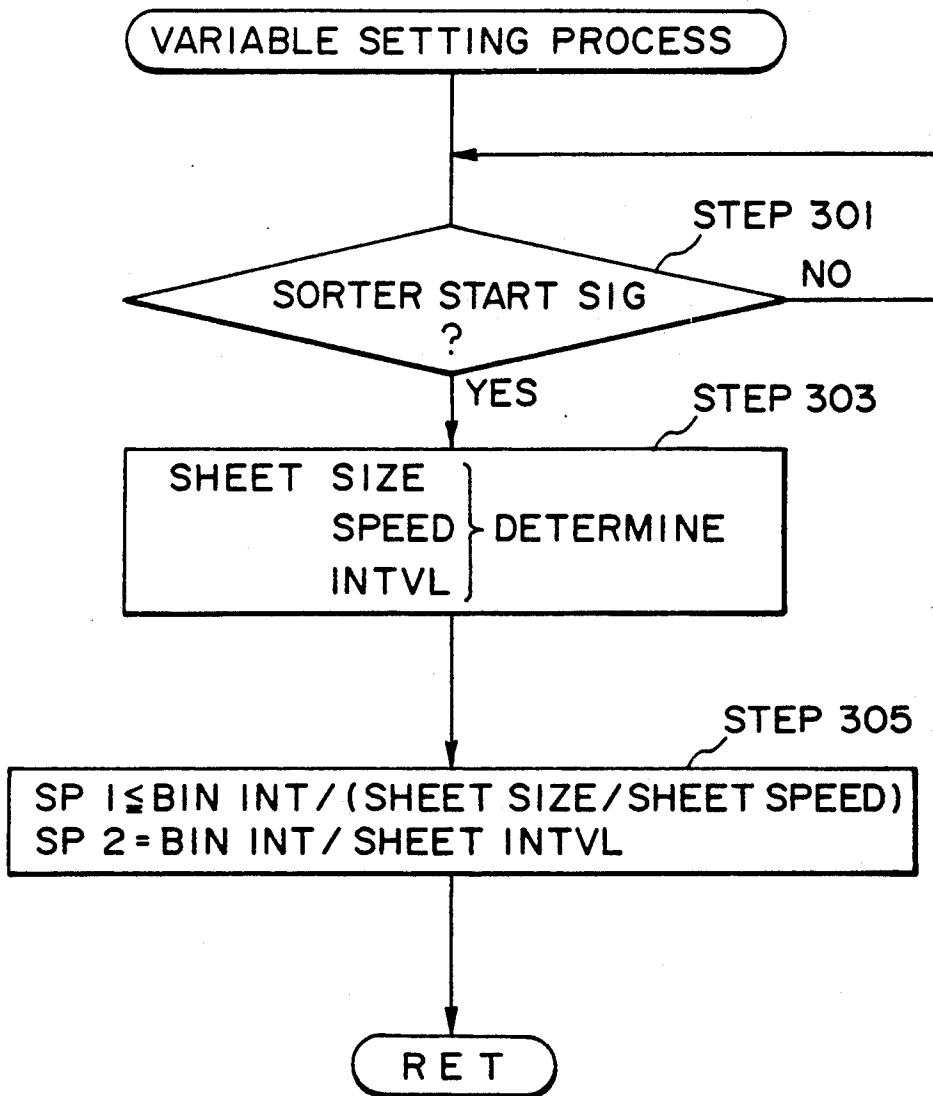 VARIABLE SETTING PROCESS
STEP 301
NO
SORTER START SIG
?
YES
STEP 303
SHEET SIZE
SPEED } DETERMINE
INTVL
STEP 305
SP 1≦BIN INT/(SHEET SIZE/SHEET SPEED)
SP 2=BIN INT/SHEET INTVL
RET